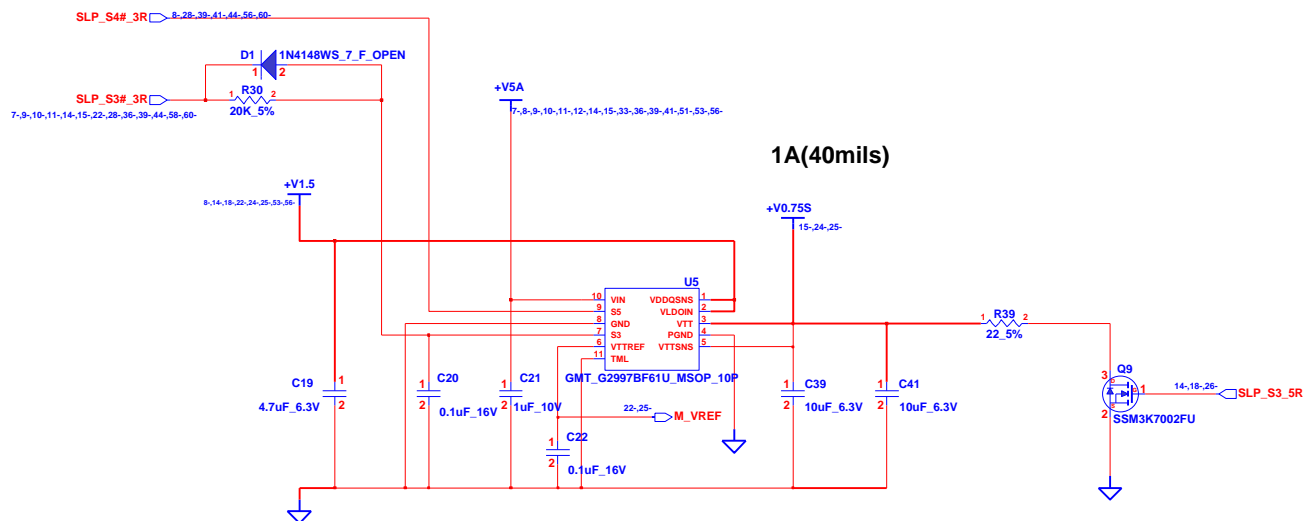 SLP_S4#_3R
8-,28-,39-,41-,44-,56-,60-
D1
1N4148WS_7_F_OPEN
1
2
SLP_S3#_3R
1
R30
2
20K_5%
7-,9-,10-,11-,14-,15-,22-,28-,36-,39-,44-,58-,60-
+V5A
7-,8-,9-,10-,11-,12-,14-,15-,33-,36-,39-,41-,51-,53-,56-
1A(40mils)
+V1.5
8-,14-,18-,22-,24-,25-,53-,56-
+V0.75S
15-,24-,25-
U5
10 VIN VDDQSNS 1
9 S5 VLDOIN 2
8 GND VTT 3
7 S3 PGND 4
6 VTTREF VTTSNS 5
11 TML
GMT_G2997BF61U_MSOP_10P
1
R39
2
22_5%
C19
1
2
4.7uF_6.3V
C20
1
2
0.1uF_16V
C21
1
2
1uF_10V
C22
1
2
0.1uF_16V
22-,25-
M_VREF
C39
1
2
10uF_6.3V
C41
1
2
10uF_6.3V
Q9
3
D
G
S
1
2
SSM3K7002FU
14-,18-,26-
SLP_S3_5R